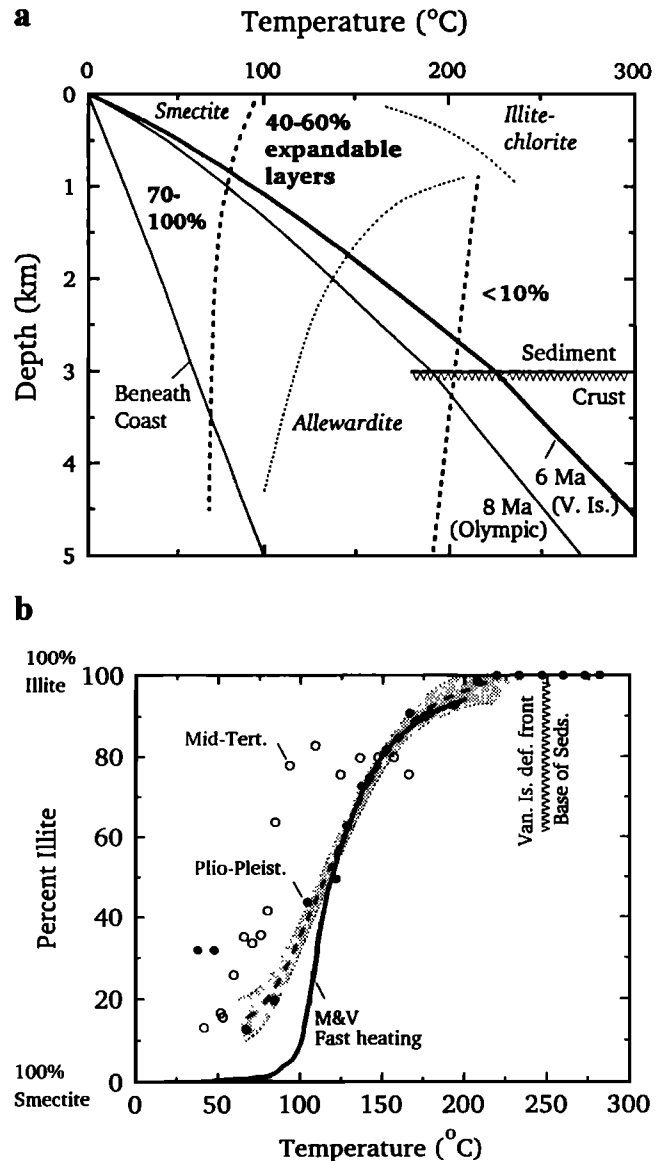 a
Temperature (°C)
0 100 200 300
Smectite
40-60%
expandable
layers
Illite-
chlorite
70-
100%
<10%
Sediment
Crust
Beneath
Coast
Allewardite
6 Ma
(V. Is.)
8 Ma
(Olympic)
Depth (km)
0
1
2
3
4
5
b
100%
Illite
100
80
60
40
20
0
Percent Illite
Mid-Tert.
Plio-Pleist.
M&V
Fast heating
Van. Is. def. front
Base of Seds.
100%
Smectite
0 50 100 150 200 250 300
Temperature (°C)